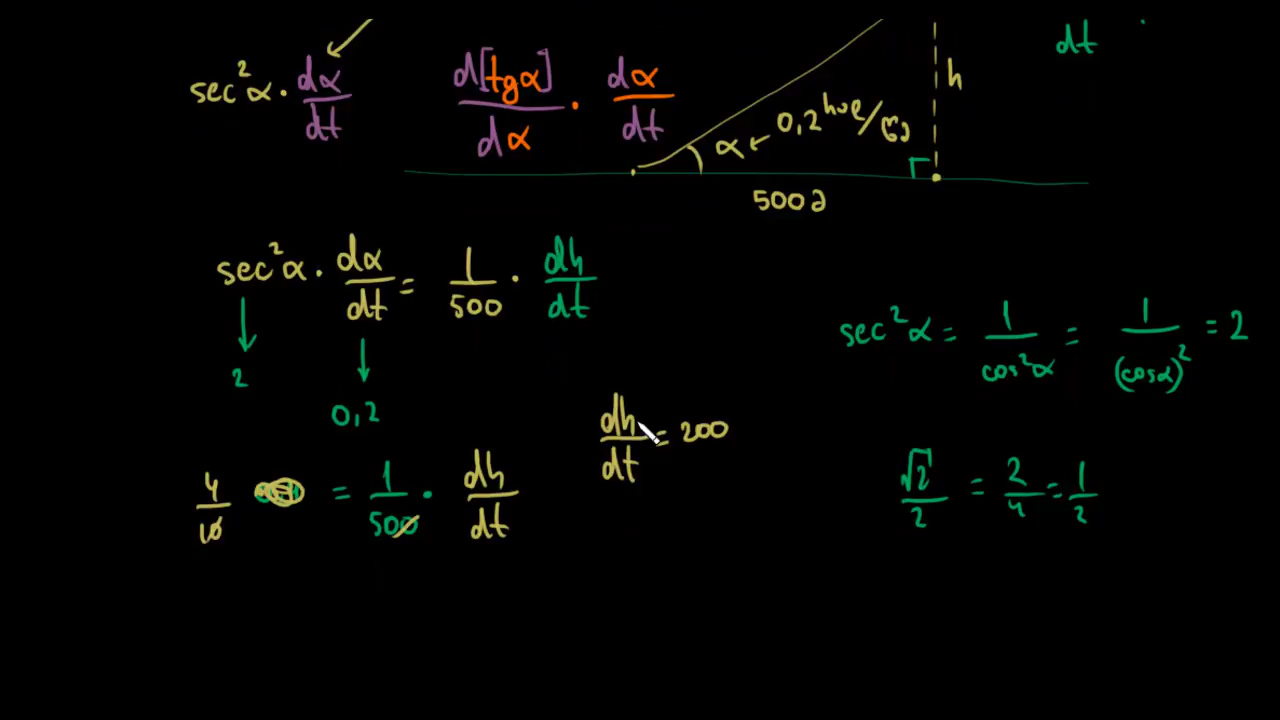 dt
sec²α · dα/dt
d[tgα]/dα · dα/dt
h
α ← 0,2
500 მ
sec²α · dα/dt = 1/500 · dh/dt
2
0,2
sec²α = 1/cos²α = 1/(cosα)² = 2
dh/dt = 200
4/10 = 1/500 · dh/dt
√2/2 = 2/4 = 1/2